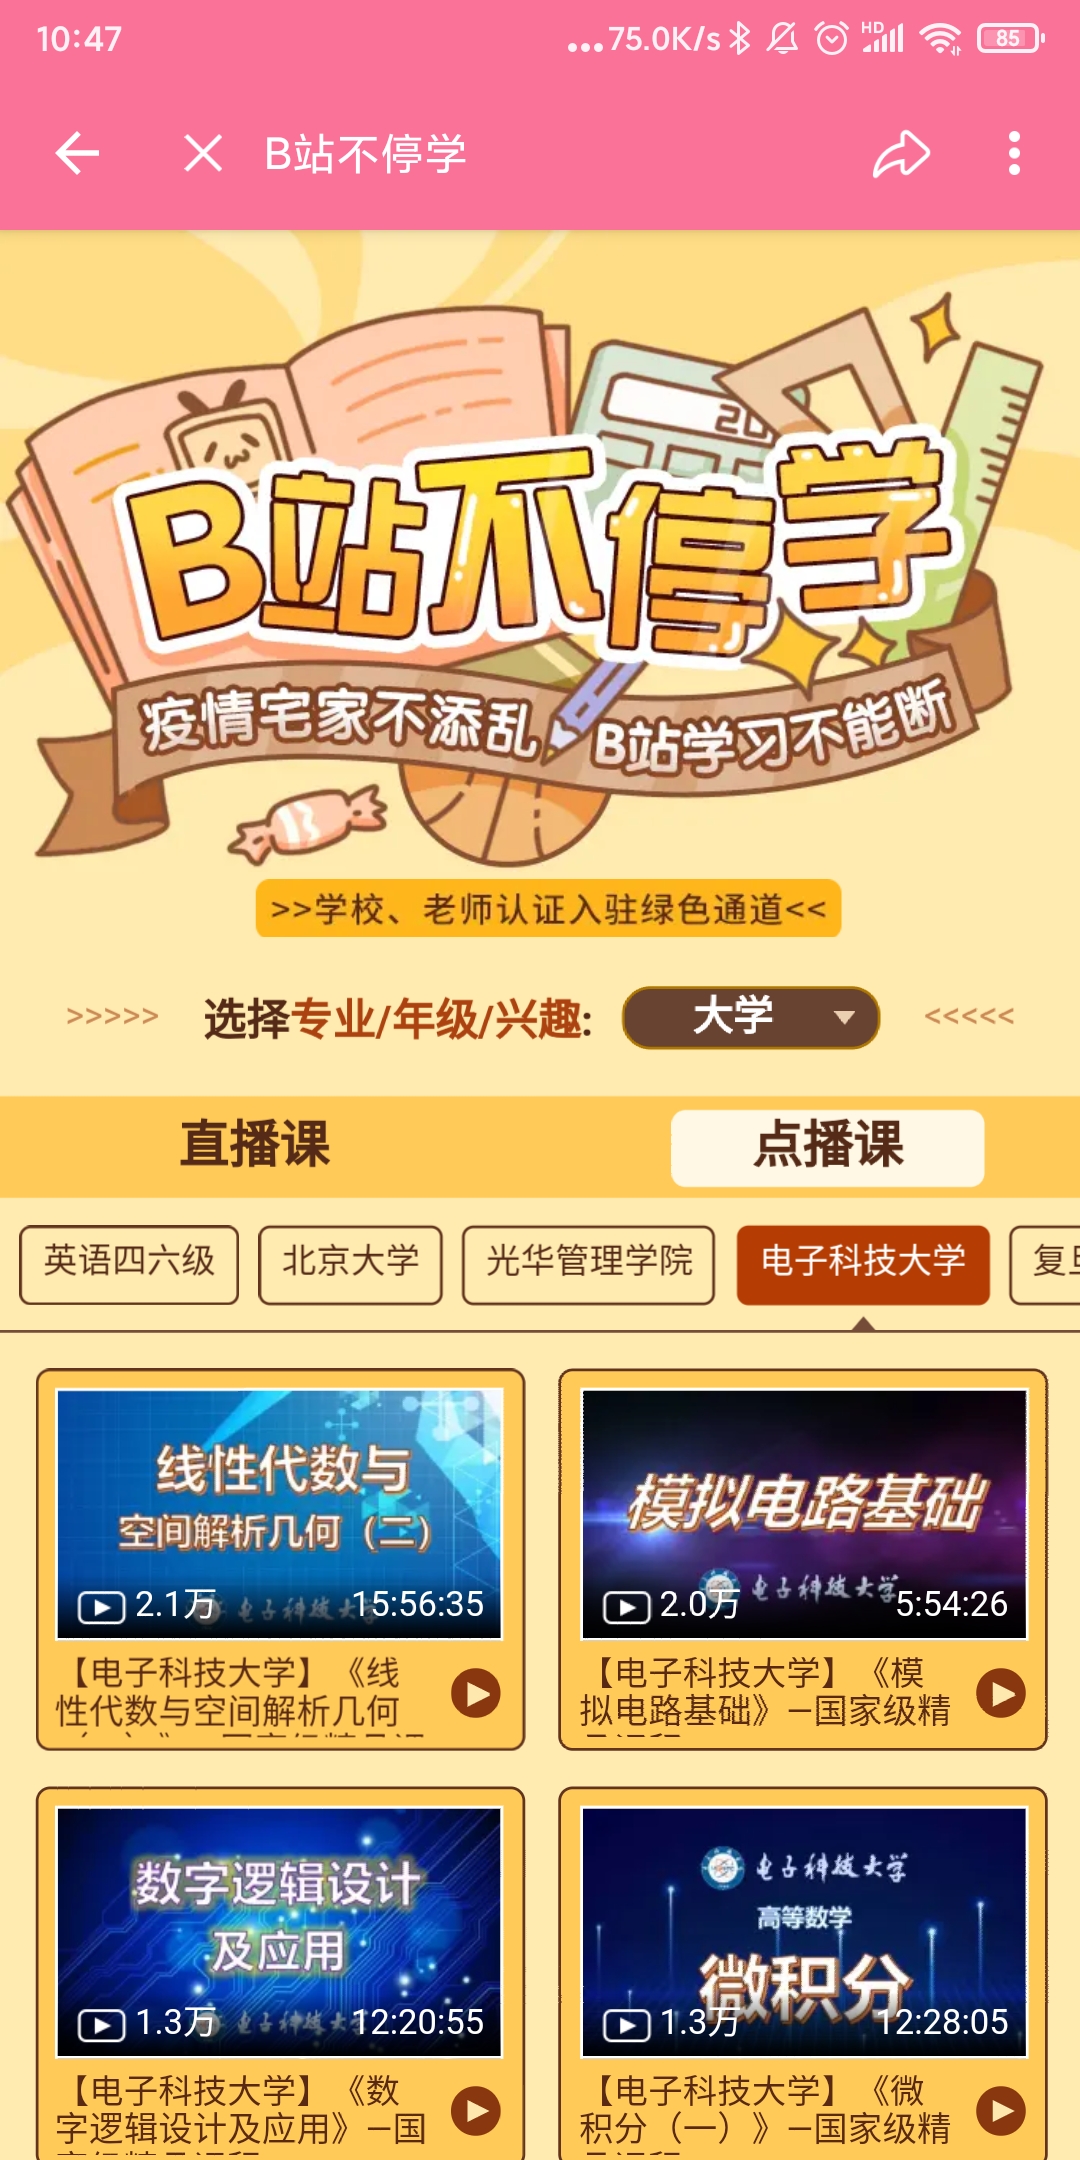 10:47
...75.0K/s
HD
85
B站不停学
20
B站不停学
疫情宅家不添乱 B站学习不能断
>>学校、老师认证入驻绿色通道<<
>>>>> 选择专业/年级/兴趣: 大学 <<<<<
直播课 点播课
英语四六级 北京大学 光华管理学院 电子科技大学 复旦
线性代数与
空间解析几何（二）
电子科技大学
2.1万 15:56:35
【电子科技大学】《线
性代数与空间解析几何
模拟电路基础
电子科技大学
2.0万 5:54:26
【电子科技大学】《模
拟电路基础》–国家级精
数字逻辑设计
及应用
电子科技大学
1.3万 12:20:55
【电子科技大学】《数
字逻辑设计及应用》–国
电子科技大学
高等数学
微积分
1.3万 12:28:05
【电子科技大学】《微
积分（一）》–国家级精